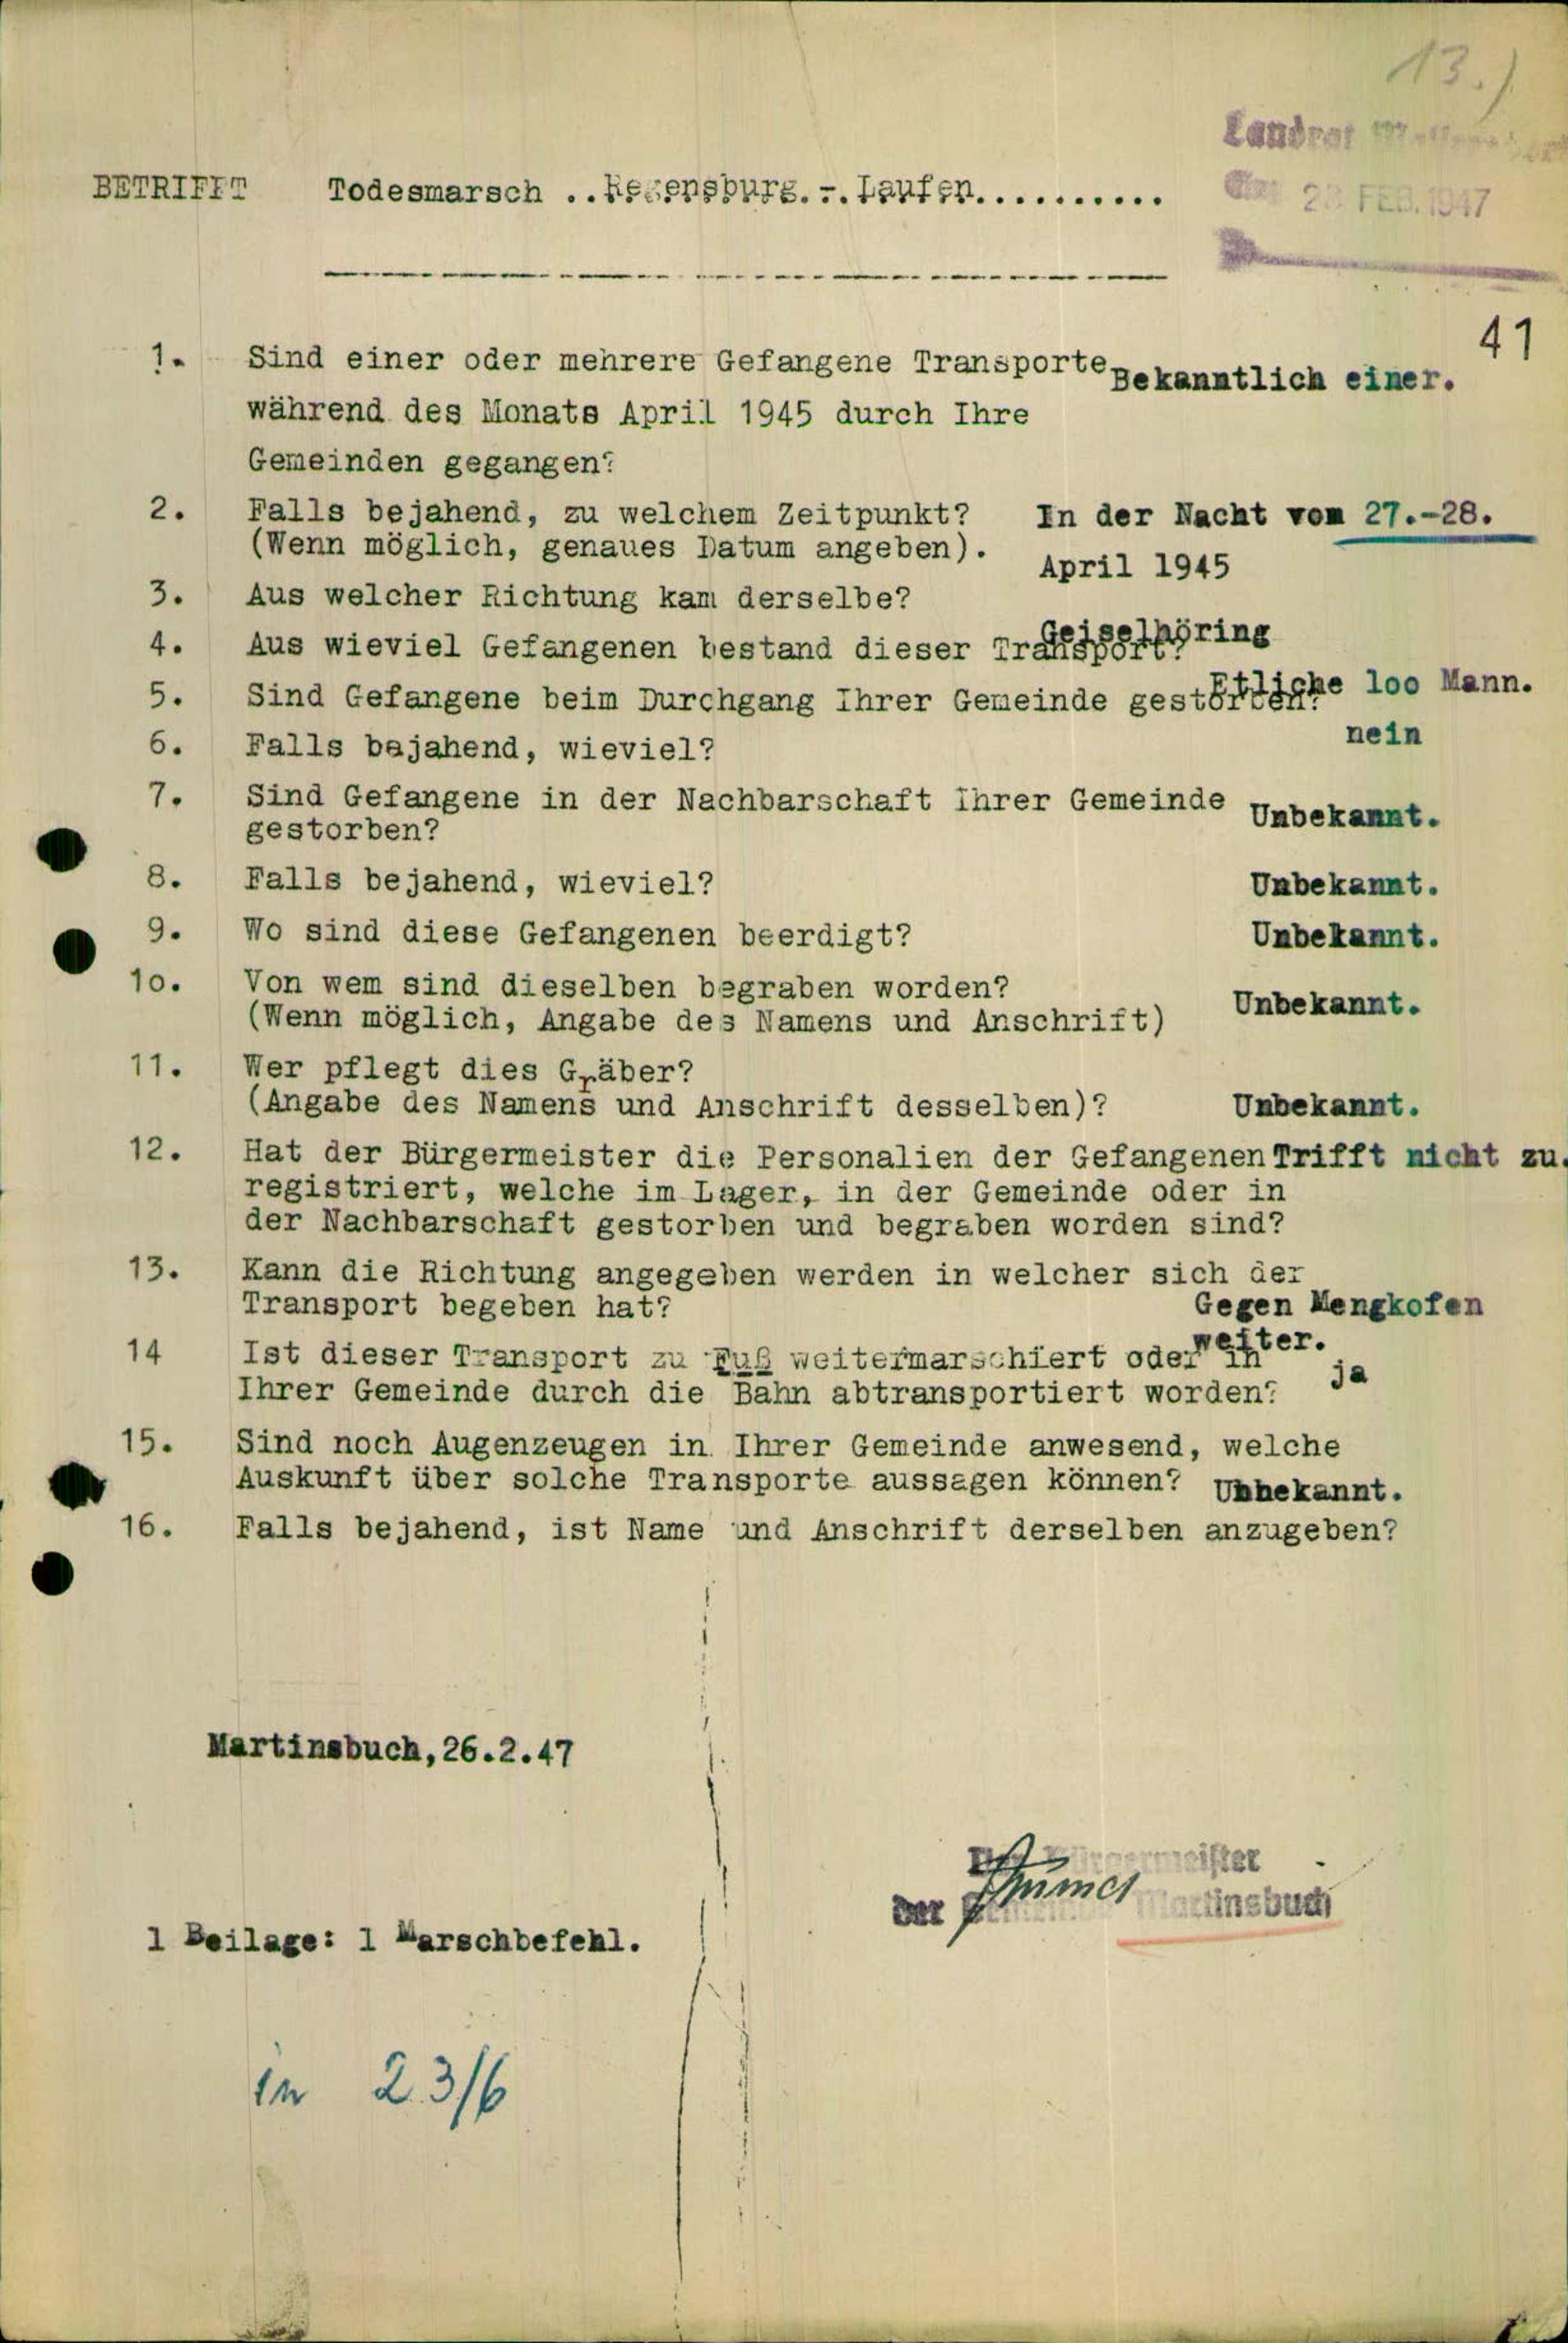 13.)
Landrat
28 FEB. 1947
BETRIFFT Todesmarsch ..Regensburg.-.Laufen..........
41
1. Sind einer oder mehrere Gefangene Transporte Bekanntlich einer.
während des Monats April 1945 durch Ihre
Gemeinden gegangen?
2. Falls bejahend, zu welchem Zeitpunkt? In der Nacht vom 27.-28.
(Wenn möglich, genaues Datum angeben). April 1945
3. Aus welcher Richtung kam derselbe? Geiselhöring
4. Aus wieviel Gefangenen bestand dieser Transport? Etliche 1oo Mann.
5. Sind Gefangene beim Durchgang Ihrer Gemeinde gestorben? nein
6. Falls bajahend, wieviel?
7. Sind Gefangene in der Nachbarschaft Ihrer Gemeinde Unbekannt.
gestorben?
8. Falls bejahend, wieviel? Unbekannt.
9. Wo sind diese Gefangenen beerdigt? Unbekannt.
1o. Von wem sind dieselben begraben worden? Unbekannt.
(Wenn möglich, Angabe des Namens und Anschrift)
11. Wer pflegt dies Gräber?
(Angabe des Namens und Anschrift desselben)? Unbekannt.
12. Hat der Bürgermeister die Personalien der Gefangenen Trifft nicht zu.
registriert, welche im Lager, in der Gemeinde oder in
der Nachbarschaft gestorben und begraben worden sind?
13. Kann die Richtung angegeben werden in welcher sich der
Transport begeben hat? Gegen Mengkofen
weiter.
14 Ist dieser Transport zu Fuß weitermarschiert oder in
Ihrer Gemeinde durch die Bahn abtransportiert worden? ja
15. Sind noch Augenzeugen in Ihrer Gemeinde anwesend, welche
Auskunft über solche Transporte aussagen können? Unbekannt.
16. Falls bejahend, ist Name und Anschrift derselben anzugeben?
Martinsbuch, 26.2.47
Der Bürgermeister
der Gemeinde Martinsbuch
1 Beilage: 1 Marschbefehl.
in 23/6